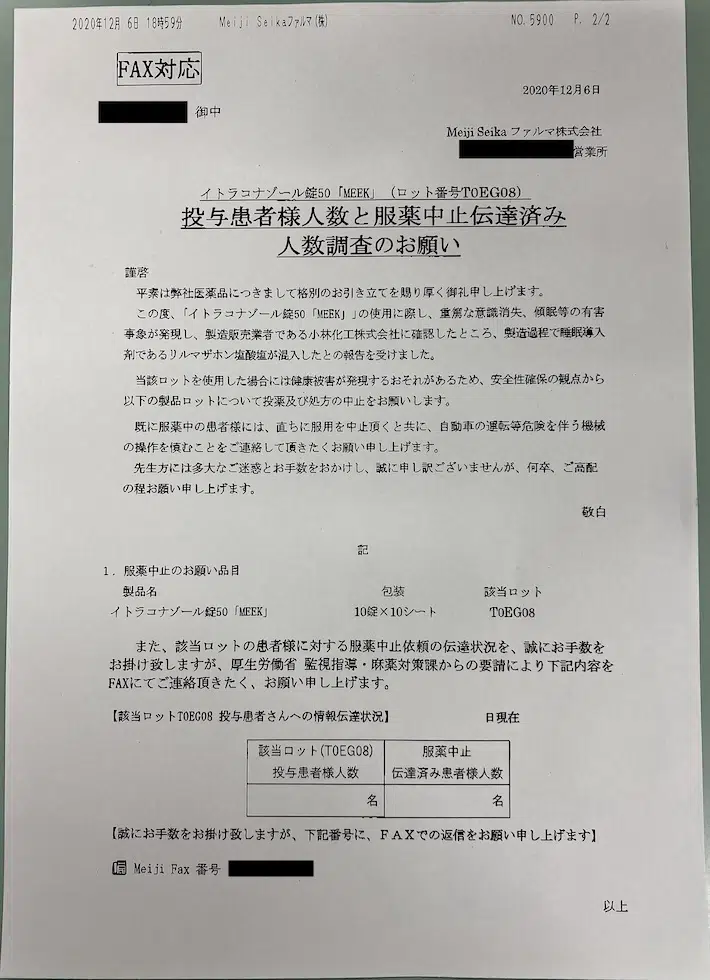 2020年12月 6日 18時59分 Meiji Seikaファルマ(株) NO.5900 P. 2/2
FAX対応
2020年12月6日
御中
Meiji Seika ファルマ株式会社
営業所
イトラコナゾール錠50「MEEK」（ロット番号T0EG08）
投与患者様人数と服薬中止伝達済み
人数調査のお願い
謹啓
平素は弊社医薬品につきまして格別のお引き立てを賜り厚く御礼申し上げます。
この度、「イトラコナゾール錠50「MEEK」」の使用に際し、重篤な意識消失、傾眠等の有害
事象が発現し、製造販売業者である小林化工株式会社に確認したところ、製造過程で睡眠導入
剤であるリルマザホン塩酸塩が混入したとの報告を受けました。
当該ロットを使用した場合には健康被害が発現するおそれがあるため、安全性確保の観点から
以下の製品ロットについて投薬及び処方の中止をお願いします。
既に服薬中の患者様には、直ちに服用を中止頂くと共に、自動車の運転等危険を伴う機械
の操作を慎むことをご連絡して頂きたくお願い申し上げます。
先生方には多大なご迷惑とお手数をおかけし、誠に申し訳ございませんが、何卒、ご高配
の程お願い申し上げます。
敬白
記
1．服薬中止のお願い品目
製品名 包装 該当ロット
イトラコナゾール錠50「MEEK」 10錠×10シート T0EG08
また、該当ロットの患者様に対する服薬中止依頼の伝達状況を、誠にお手数を
お掛け致しますが、厚生労働省 監視指導・麻薬対策課からの要請により下記内容を
FAXにてご連絡頂きたく、お願い申し上げます。
【該当ロットT0EG08 投与患者さんへの情報伝達状況】 日現在
該当ロット(T0EG08) 服薬中止
投与患者様人数 伝達済み患者様人数
名 名
【誠にお手数をお掛け致しますが、下記番号に、ＦＡＸでの返信をお願い申し上げます】
Meiji Fax 番号
以上